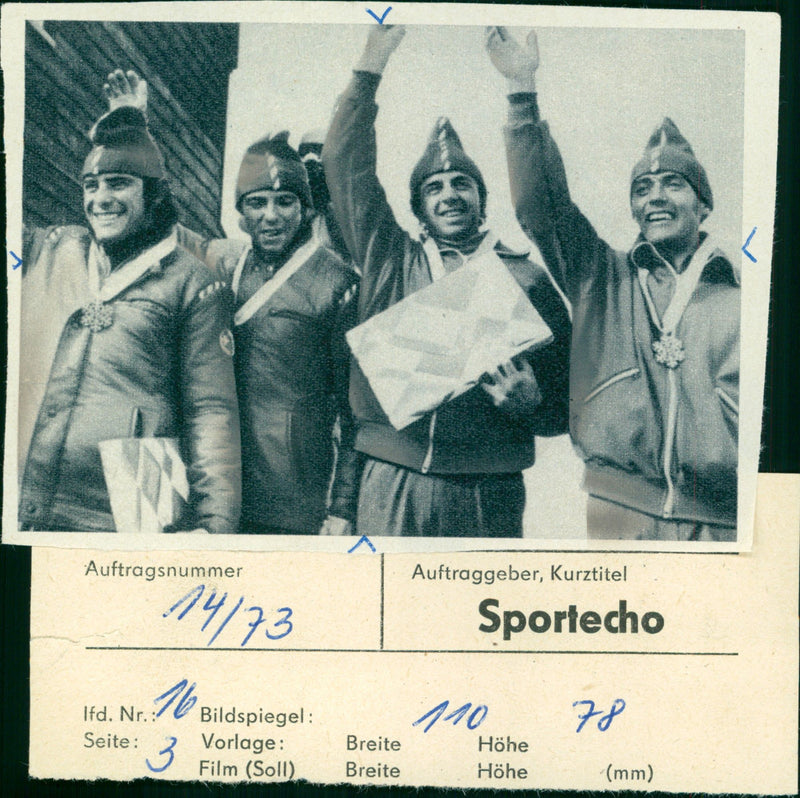 Auftragsnummer
14/73
Auftraggeber, Kurztitel
Sportecho
lfd. Nr.: 16 Bildspiegel: 110 78
Seite: 3 Vorlage: Breite Höhe
Film (Soll) Breite Höhe (mm)